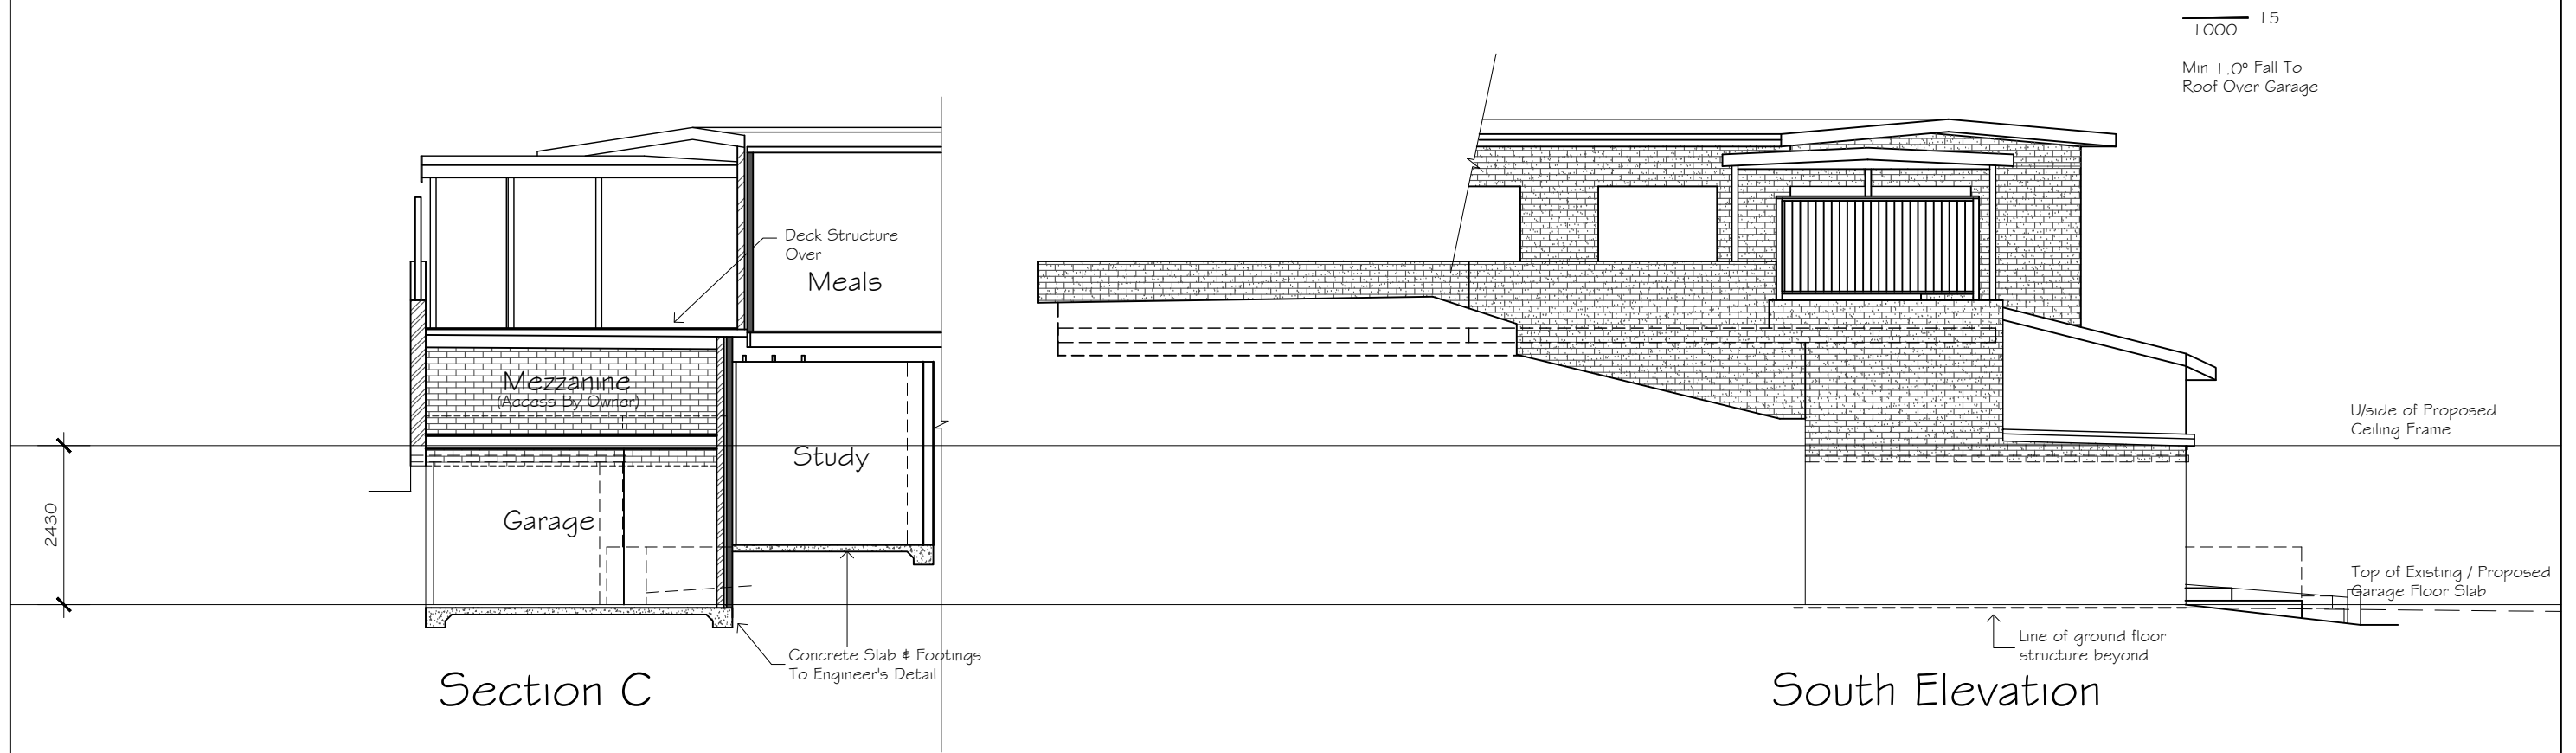 15
1000
Min 1.0° Fall To
Roof Over Garage
Deck Structure
Over
Meals
Mezzanine
(Access By Owner)
Study
Garage
2430
Concrete Slab & Footings
To Engineer's Detail
Section C
U/side of Proposed
Ceiling Frame
Top of Existing / Proposed
Garage Floor Slab
Line of ground floor
structure beyond
South Elevation